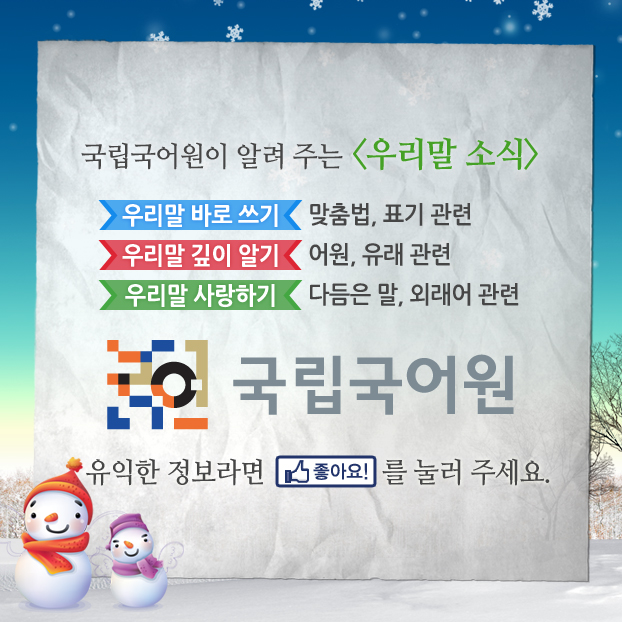 국립국어원이 알려 주는 〈우리말 소식〉
우리말 바로 쓰기 맞춤법, 표기 관련
우리말 깊이 알기 어원, 유래 관련
우리말 사랑하기 다듬은 말, 외래어 관련
국립국어원
유익한 정보라면 좋아요! 를 눌러 주세요.